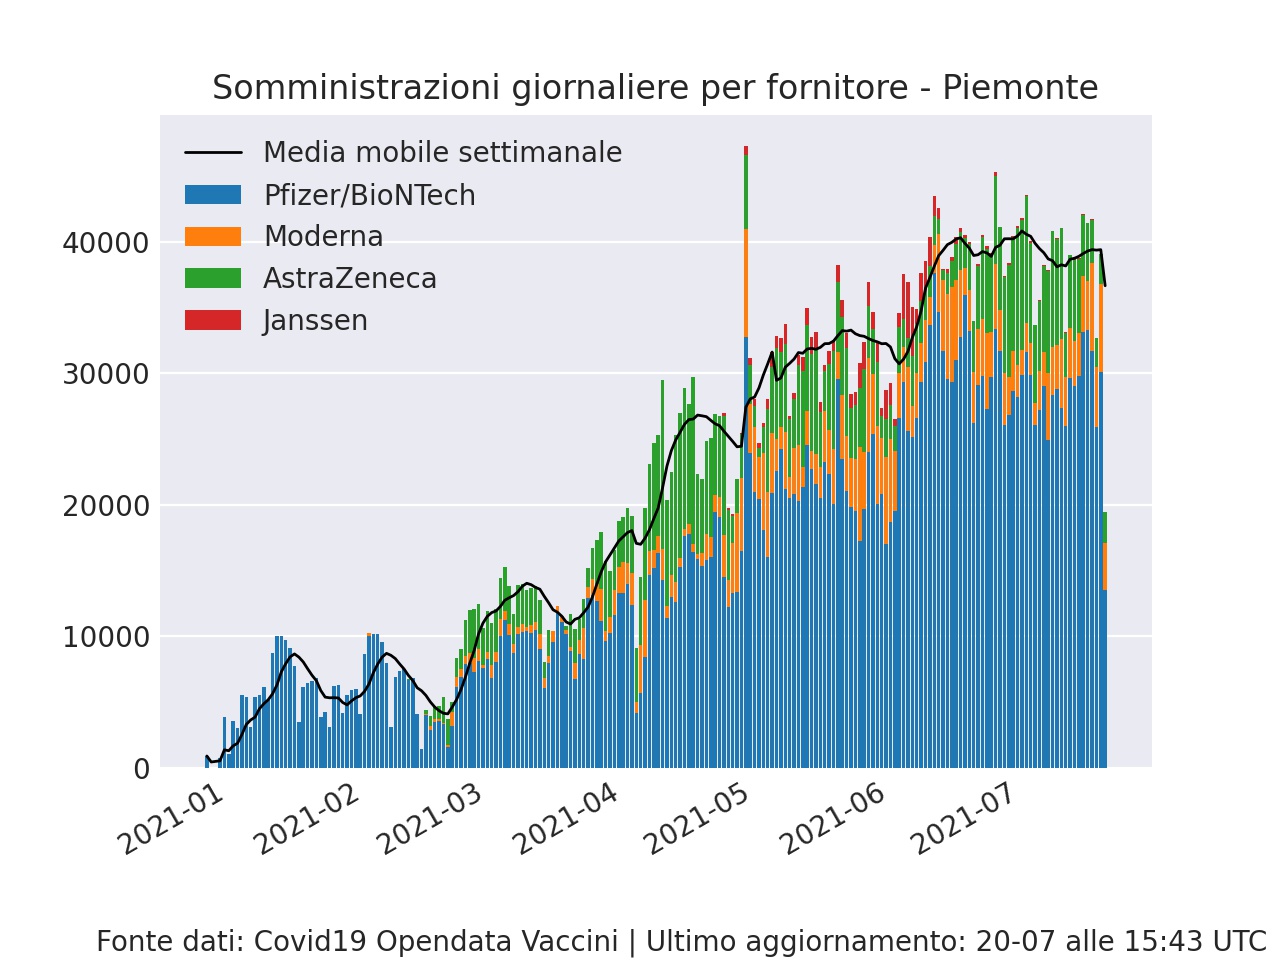 Somministrazioni giornaliere per fornitore - Piemonte
Media mobile settimanale
Pfizer/BioNTech
Moderna
AstraZeneca
Janssen
40000
30000
20000
10000
0
2021-01
2021-02
2021-03
2021-04
2021-05
2021-06
2021-07
Fonte dati: Covid19 Opendata Vaccini | Ultimo aggiornamento: 20-07 alle 15:43 UTC